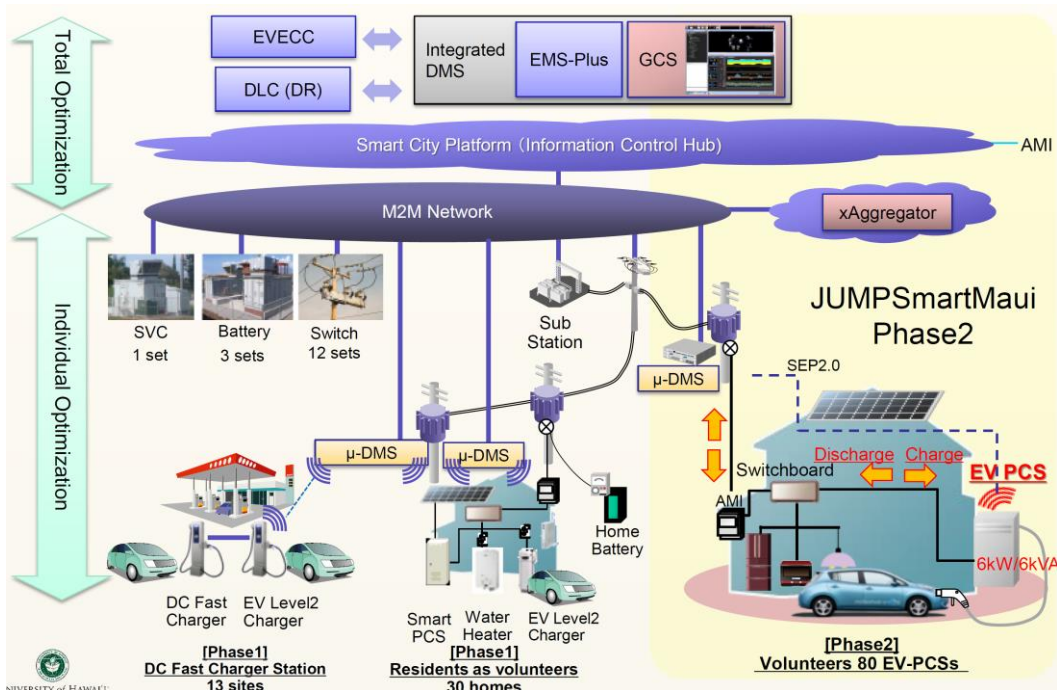 Total Optimization
EVECC
DLC (DR)
Integrated
DMS
EMS-Plus
GCS
Smart City Platform (Information Control Hub)
AMI
M2M Network
xAggregator
Individual Optimization
SVC
1 set
Battery
3 sets
Switch
12 sets
Sub
Station
JUMPSmartMaui
Phase2
μ-DMS
SEP2.0
μ-DMS
μ-DMS
Discharge
Charge
Switchboard
EV PCS
AMI
Home
Battery
6kW/6kVA
DC Fast
Charger
EV Level2
Charger
Smart
PCS
Water
Heater
EV Level2
Charger
[Phase1]
DC Fast Charger Station
13 sites
[Phase1]
Residents as volunteers
30 homes
[Phase2]
Volunteers 80 EV-PCSs